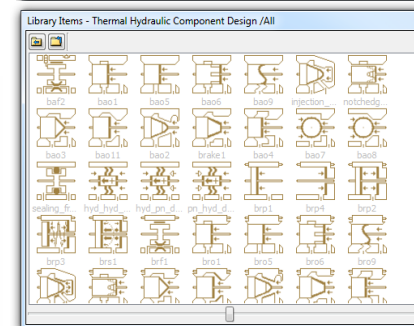 Library Items - Thermal Hydraulic Component Design /All
baf2 bao1 bao5 bao6 bao9 injection_... notchedg...
bao3 bao11 bao2 brake1 bao4 bao7 bao8
sealing_fr... hyd_hyd_... hyd_pn_d... pn_hyd_d... brp1 brp4 brp2
brp3 brs1 brf1 bro1 bro5 bro6 bro9